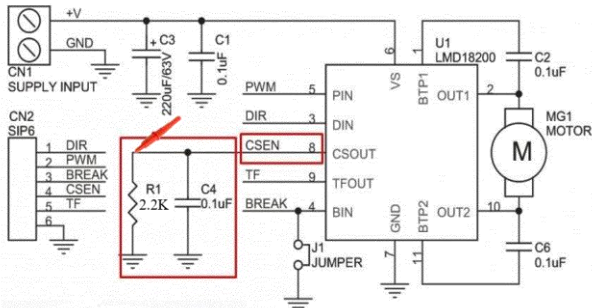 +V
GND
CN1
SUPPLY INPUT
C3
+
220uF/63V
C1
0.1uF
6
VS
U1
LMD18200
1
BTP1
C2
0.1uF
PWM
5
PIN
OUT1
2
DIR
3
DIN
CSEN
8
CSOUT
TF
9
TFOUT
BREAK
4
BIN
GND
7
BTP2
11
OUT2
10
MG1
MOTOR
M
C6
0.1uF
CN2
SIP6
1 DIR
2 PWM
3 BREAK
4 CSEN
5 TF
6
R1
2.2K
C4
0.1uF
J1
JUMPER